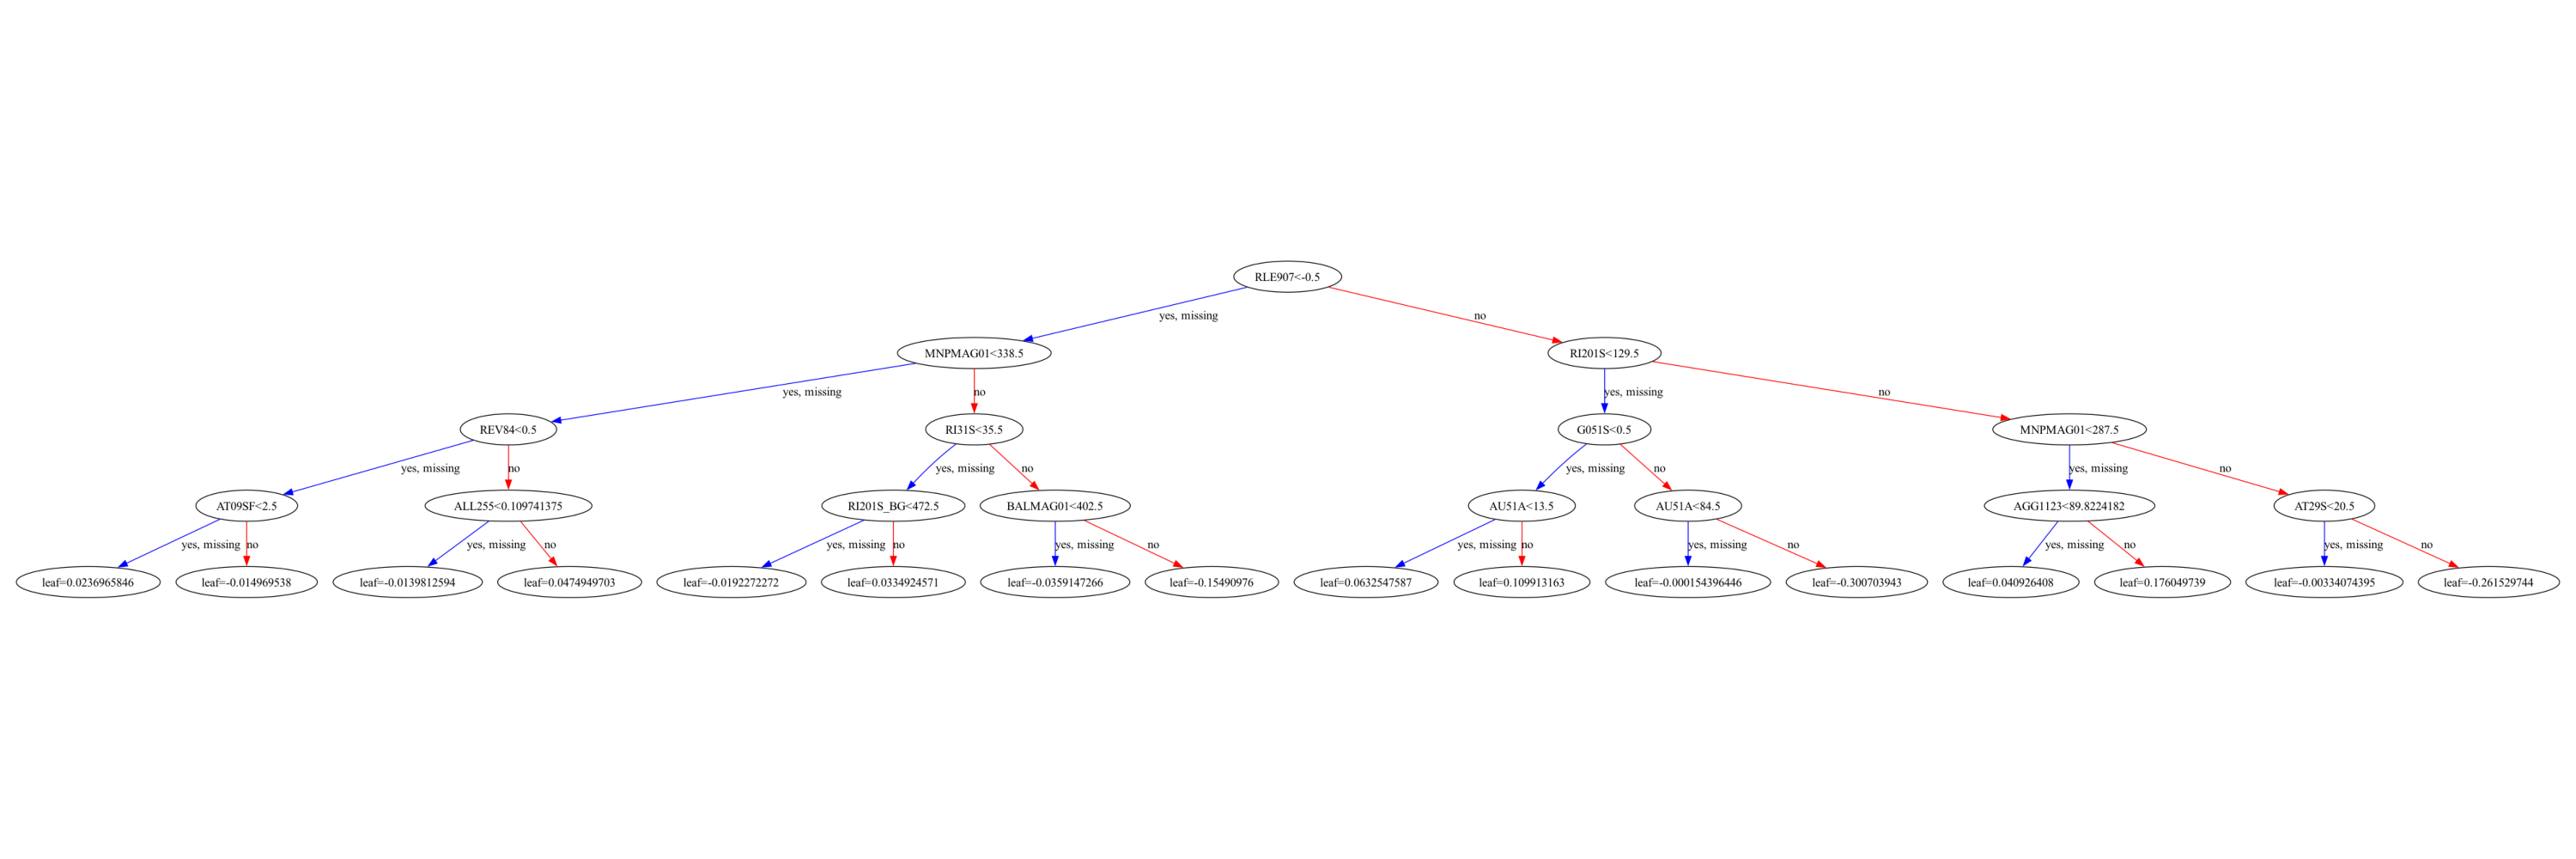 RLE907<-0.5
yes, missing
no
MNPMAG01<338.5
RI201S<129.5
yes, missing
no
yes, missing
no
REV84<0.5
RI31S<35.5
G051S<0.5
MNPMAG01<287.5
yes, missing
no
yes, missing
no
yes, missing
no
yes, missing
no
AT09SF<2.5
ALL255<0.109741375
RI201S_BG<472.5
BALMAG01<402.5
AU51A<13.5
AU51A<84.5
AGG1123<89.8224182
AT29S<20.5
yes, missing
no
yes, missing
no
yes, missing
no
yes, missing
no
yes, missing
no
yes, missing
no
yes, missing
no
yes, missing
no
leaf=0.0236965846
leaf=-0.014969538
leaf=-0.0139812594
leaf=0.0474949703
leaf=-0.0192272272
leaf=0.0334924571
leaf=-0.0359147266
leaf=-0.15490976
leaf=0.0632547587
leaf=0.109913163
leaf=-0.000154396446
leaf=-0.300703943
leaf=0.040926408
leaf=0.176049739
leaf=-0.00334074395
leaf=-0.261529744